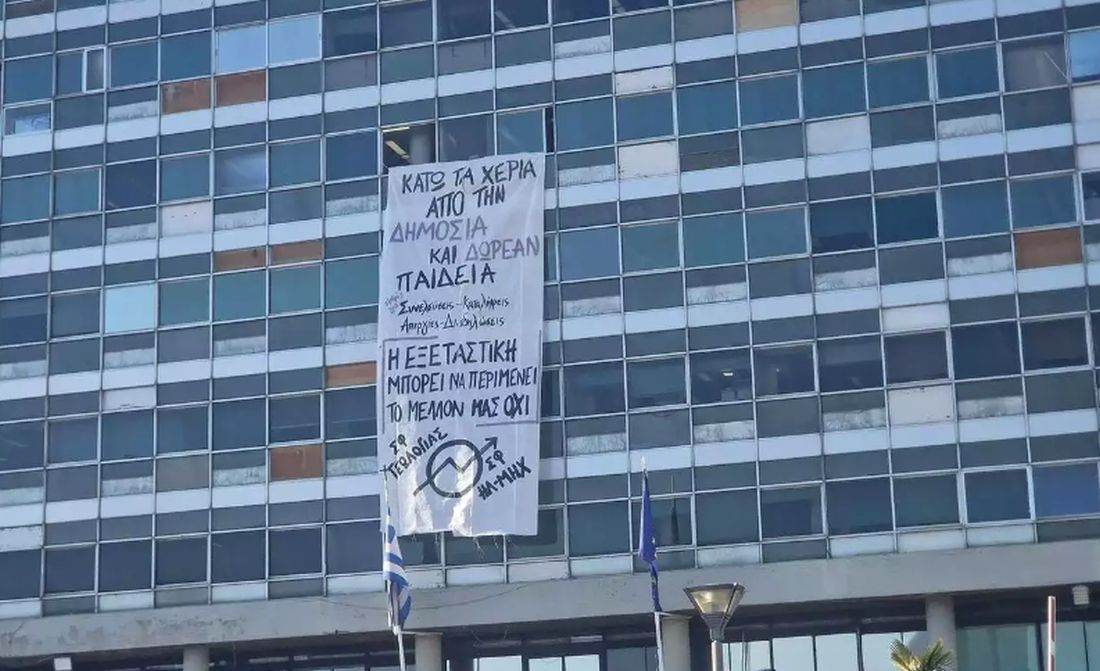 ΚΑΤΩ ΤΑ ΧΕΡΙΑ
ΑΠΟ ΤΗΝ
ΔΗΜΟΣΙΑ
ΚΑΙ ΔΩΡΕΑΝ
ΠΑΙΔΕΙΑ
Συνελεύσεις-Καταλήψεις
Απεργίες-Διαδηλώσεις
Η ΕΞΕΤΑΣΤΙΚΗ
ΜΠΟΡΕΙ ΝΑ ΠΕΡΙΜΕΝΕΙ
ΤΟ ΜΕΛΛΟΝ ΜΑΣ ΟΧΙ
ΣΦ
ΓΕΩΛΟΓΙΑΣ
ΣΦ
ΗΛ-ΜΗΧ